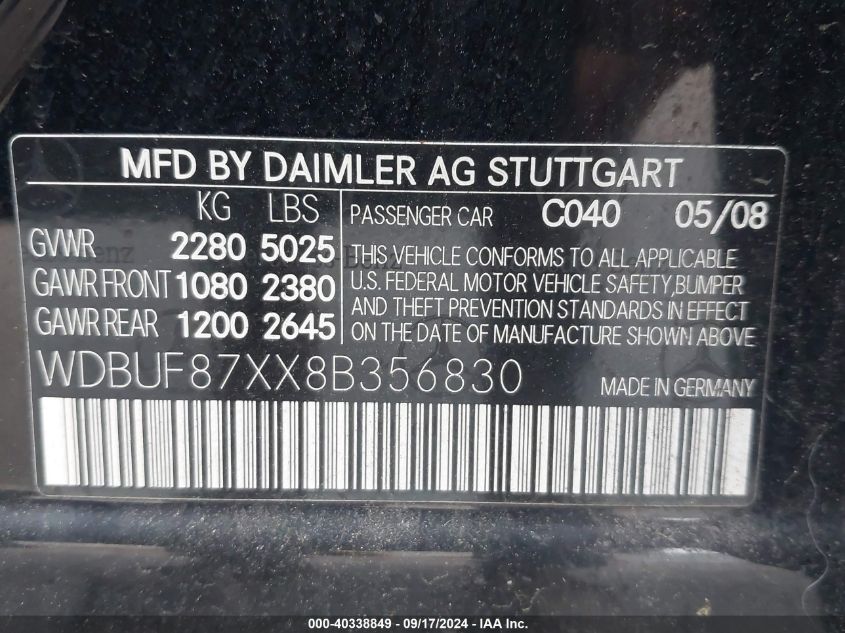 MFD BY DAIMLER AG STUTTGART
KG LBS
GVWR 2280 5025
GAWR FRONT 1080 2380
GAWR REAR 1200 2645
PASSENGER CAR C040 05/08
THIS VEHICLE CONFORMS TO ALL APPLICABLE
U.S. FEDERAL MOTOR VEHICLE SAFETY,BUMPER
AND THEFT PREVENTION STANDARDS IN EFFECT
ON THE DATE OF MANUFACTURE SHOWN ABOVE
WDBUF87XX8B356830
MADE IN GERMANY
000-40338849 - 09/17/2024 - IAA Inc.